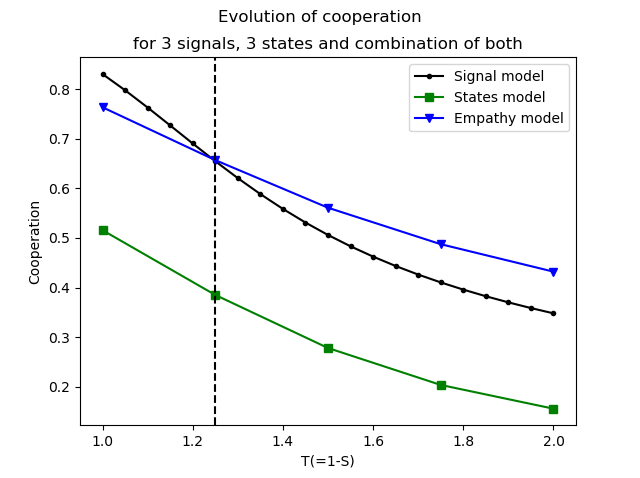 Evolution of cooperation
for 3 signals, 3 states and combination of both
Signal model
States model
Empathy model
Cooperation
0.8
0.7
0.6
0.5
0.4
0.3
0.2
1.0 1.2 1.4 1.6 1.8 2.0
T(=1-S)